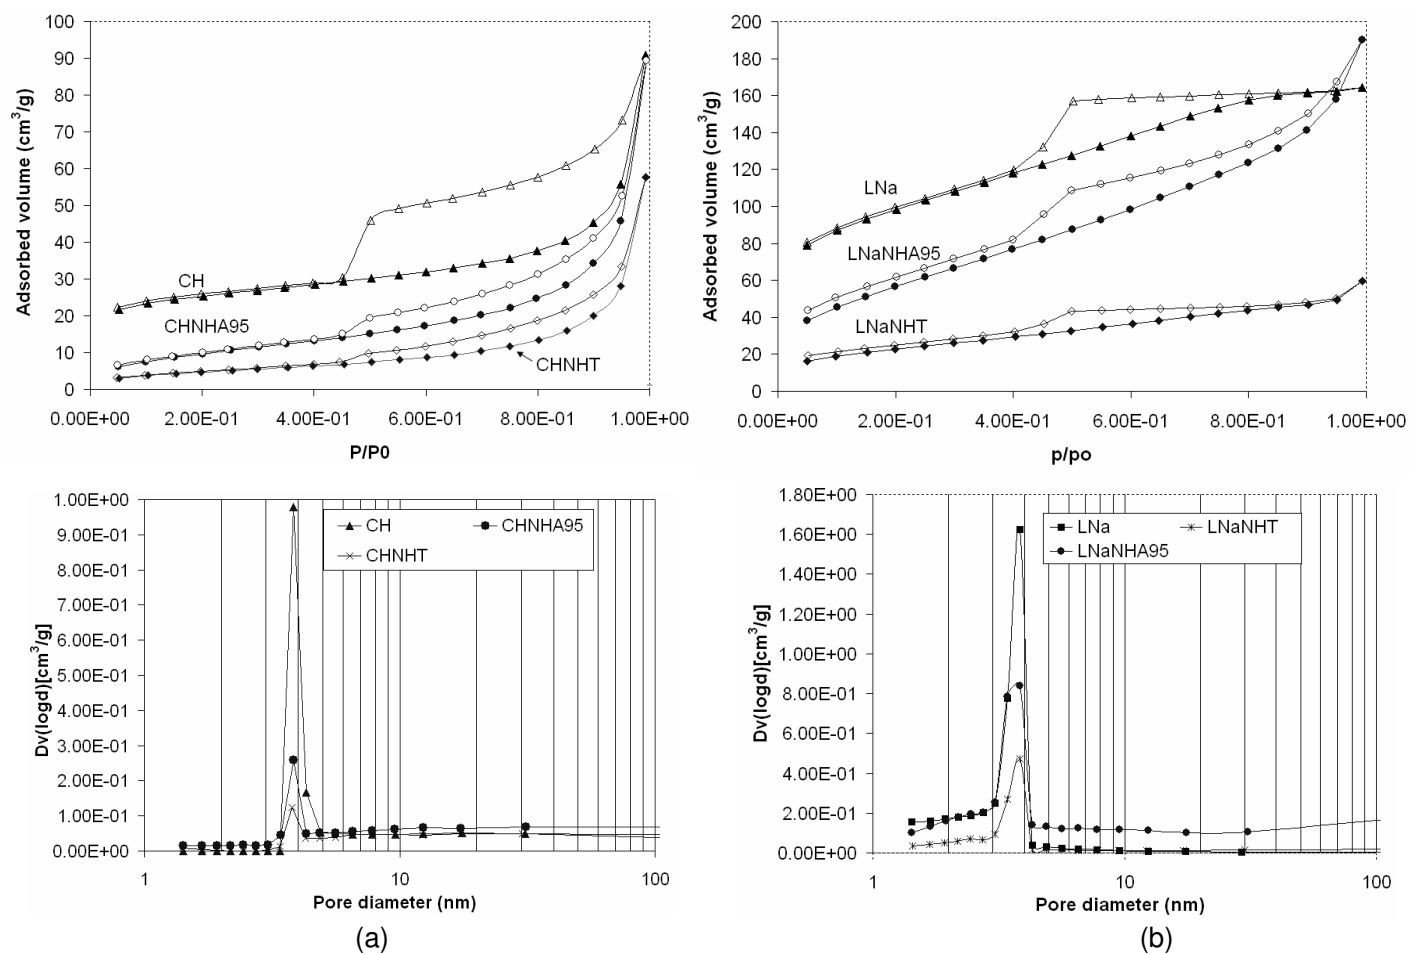 100
90
80
70
60
50
40
30
20
10
0
Adsorbed volume (cm³/g)
CH
CHNHA95
CHNHT
0.00E+00 2.00E-01 4.00E-01 6.00E-01 8.00E-01 1.00E+00
P/P0
200
180
160
140
120
100
80
60
40
20
0
Adsorbed volume (cm³/g)
LNa
LNaNHA95
LNaNHT
0.00E+00 2.00E-01 4.00E-01 6.00E-01 8.00E-01 1.00E+00
p/po
1.00E+00
9.00E-01
8.00E-01
7.00E-01
6.00E-01
5.00E-01
4.00E-01
3.00E-01
2.00E-01
1.00E-01
0.00E+00
Dv(logd)[cm³/g]
CH CHNHA95
CHNHT
1 10 100
Pore diameter (nm)
(a)
1.80E+00
1.60E+00
1.40E+00
1.20E+00
1.00E+00
8.00E-01
6.00E-01
4.00E-01
2.00E-01
0.00E+00
Dv(logd)[cm³/g]
LNa LNaNHT
LNaNHA95
1 10 100
Pore diameter (nm)
(b)